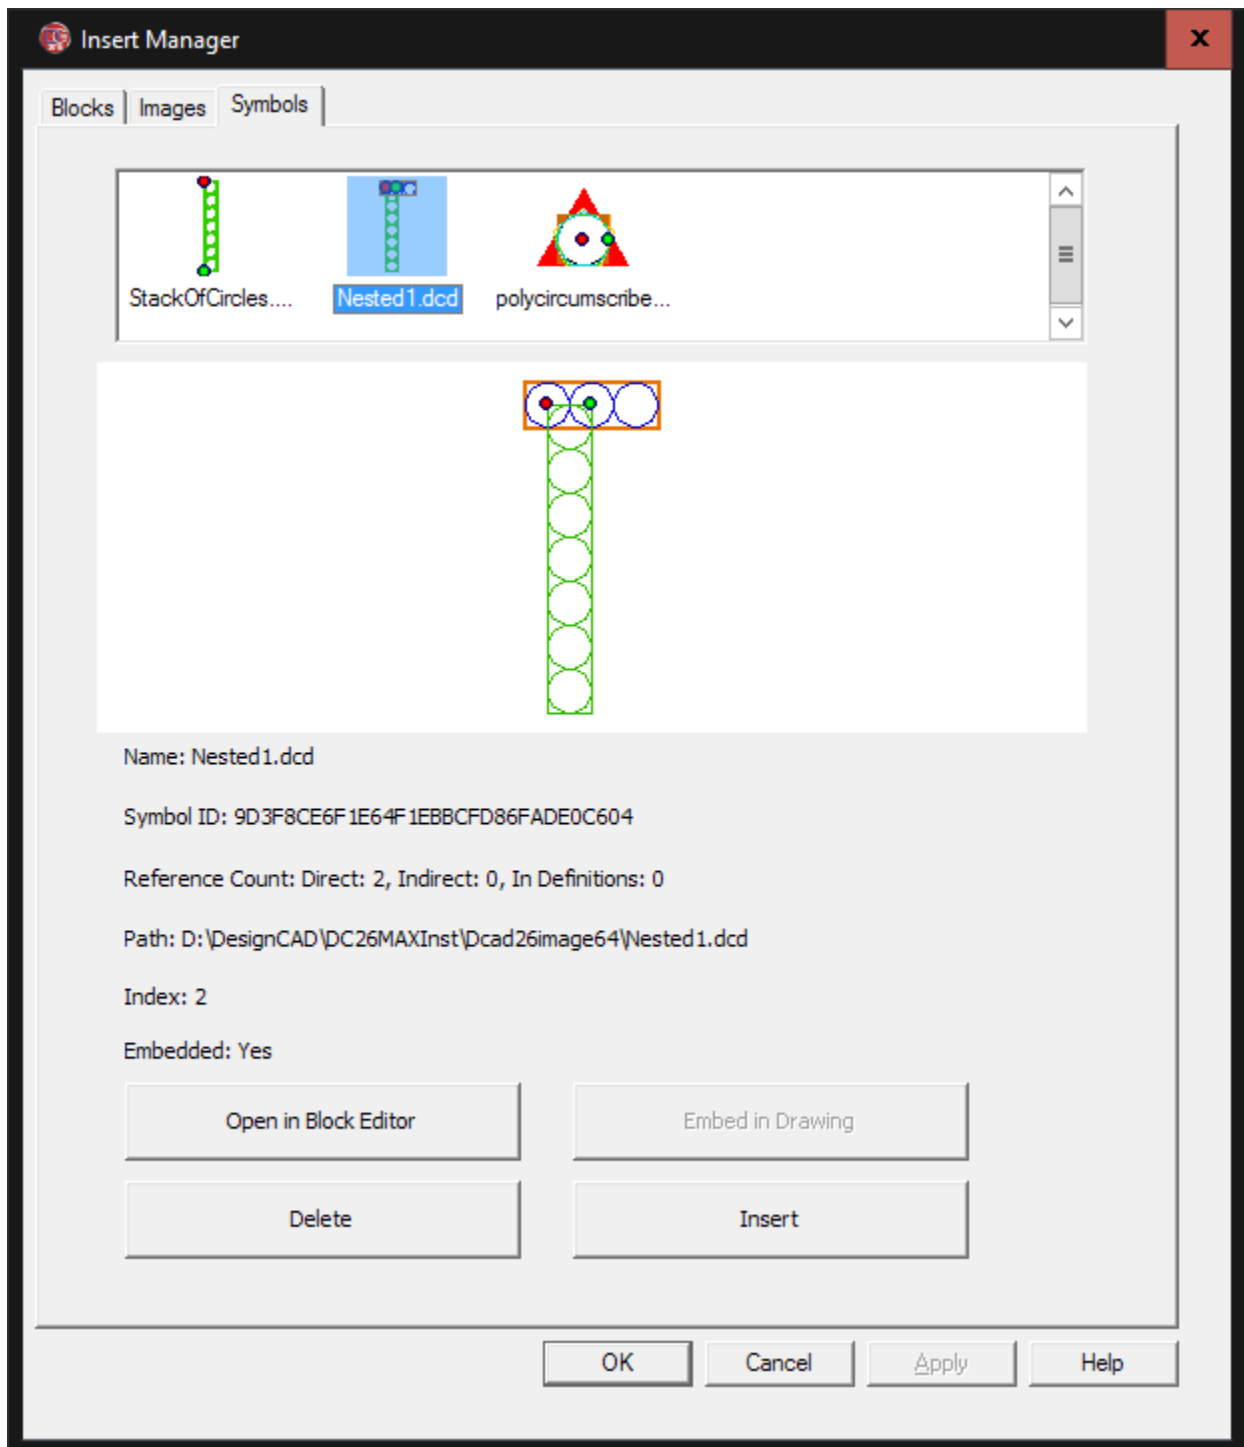 Insert Manager
Blocks Images Symbols
StackOfCircles.... Nested1.dcd polycircumscribe...
Name: Nested1.dcd
Symbol ID: 9D3F8CE6F1E64F1EBBCFD86FADE0C604
Reference Count: Direct: 2, Indirect: 0, In Definitions: 0
Path: D:\DesignCAD\DC26MAXInst\Dcad26image64\Nested1.dcd
Index: 2
Embedded: Yes
Open in Block Editor Embed in Drawing
Delete Insert
OK Cancel Apply Help